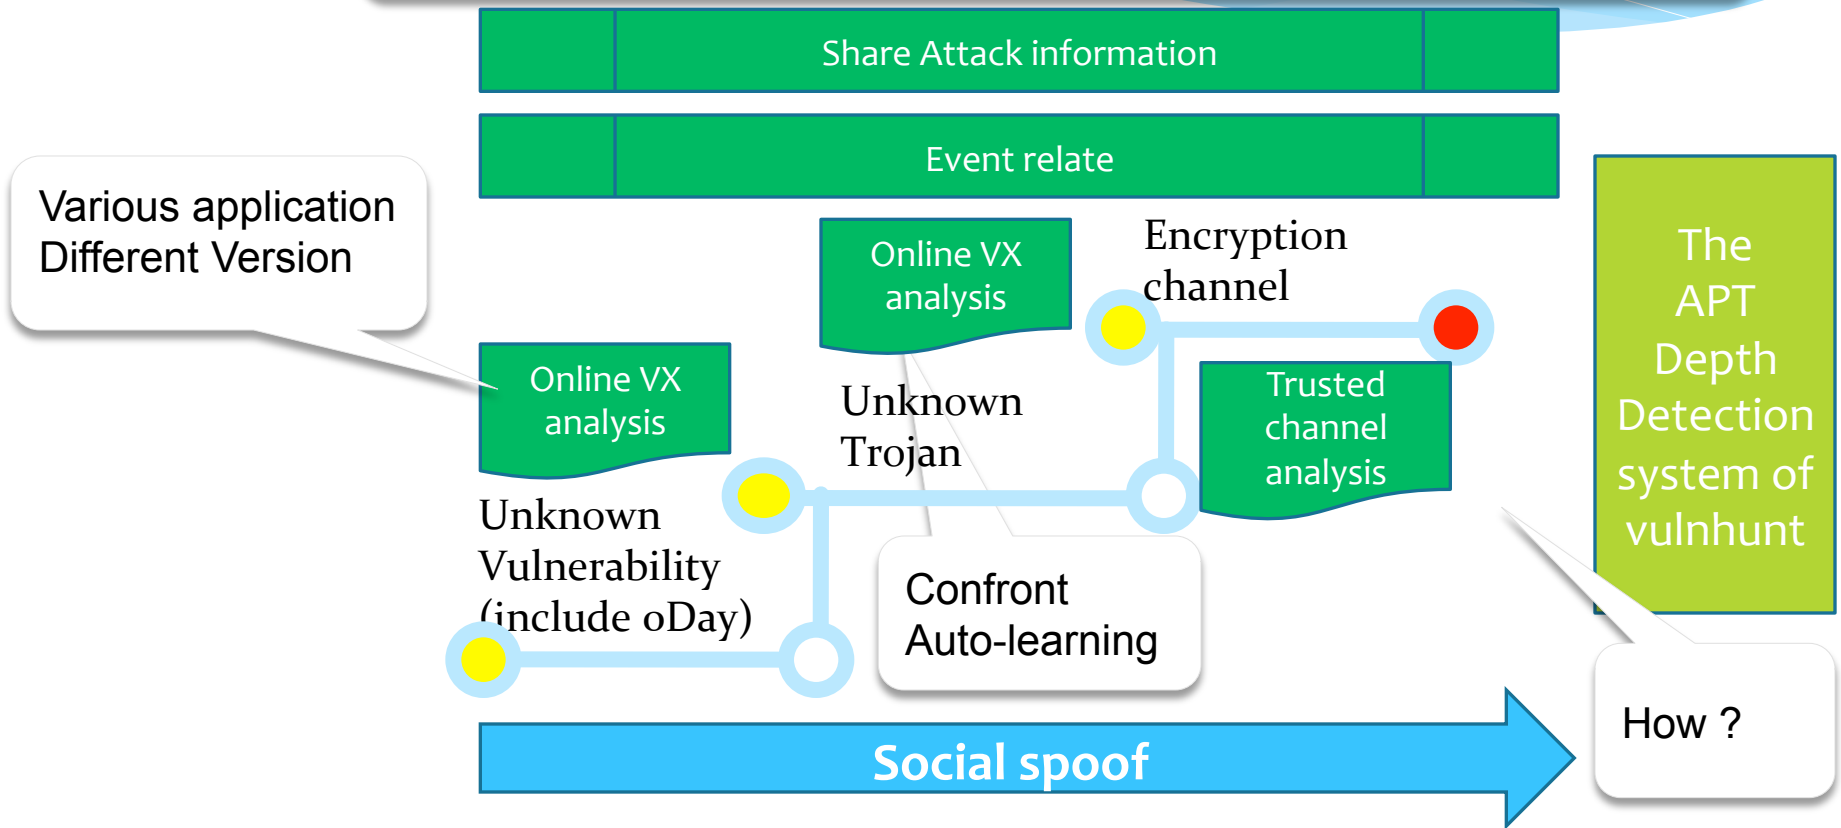 Share Attack information
Event relate
Various application
Different Version
Online VX
analysis
Encryption
channel
The
APT
Depth
Detection
system of
vulnhunt
Online VX
analysis
Unknown
Trojan
Trusted
channel
analysis
Unknown
Vulnerability
(include 0Day)
Confront
Auto-learning
How ?
Social spoof